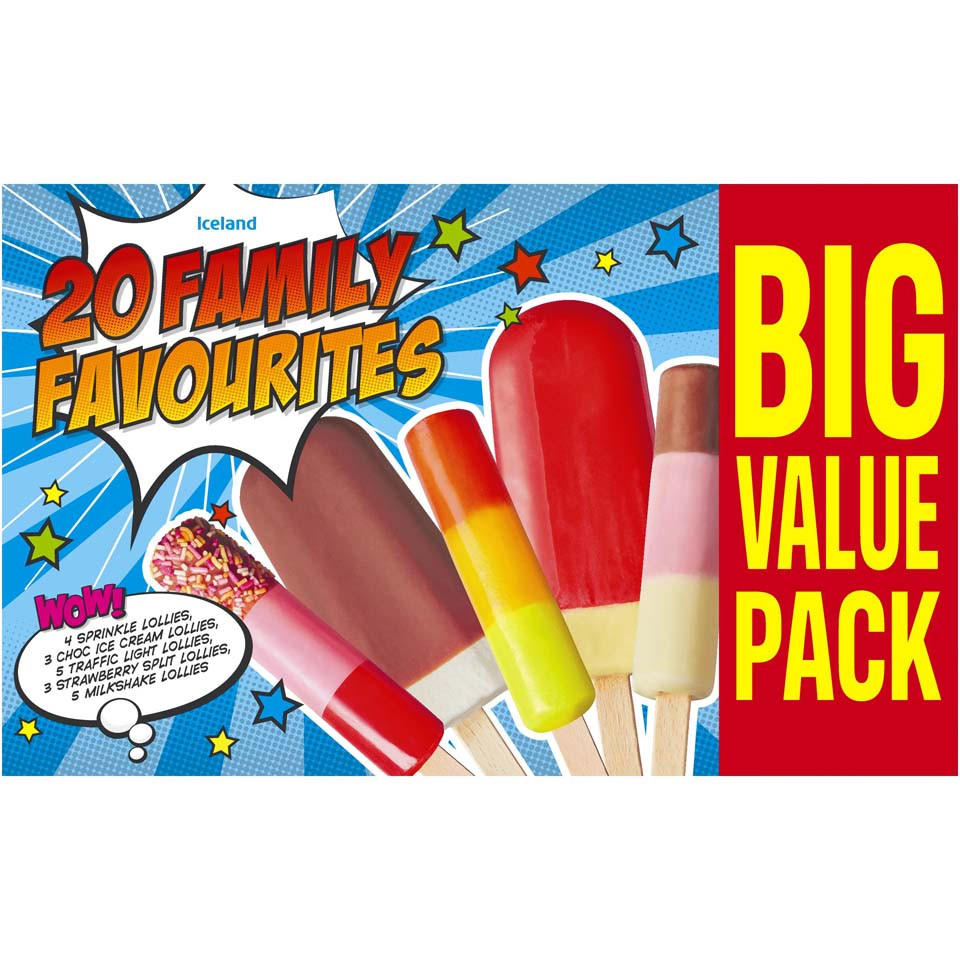 Iceland
20 FAMILY
FAVOURITES
WOW!
4 SPRINKLE LOLLIES,
3 CHOC ICE CREAM LOLLIES,
5 TRAFFIC LIGHT LOLLIES,
3 STRAWBERRY SPLIT LOLLIES,
5 MILKSHAKE LOLLIES
BIG
VALUE
PACK